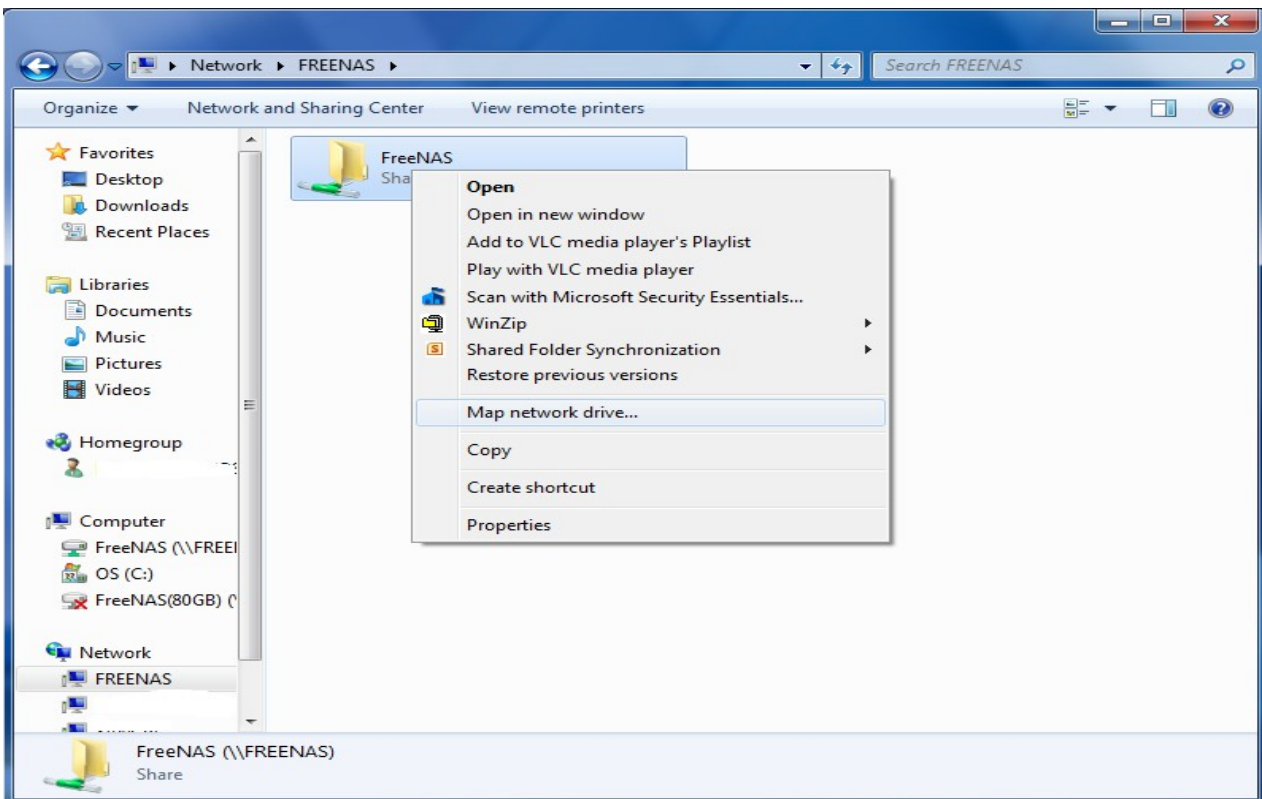 Network ▸ FREENAS ▸
Search FREENAS
Organize
Network and Sharing Center
View remote printers
Favorites
Desktop
Downloads
Recent Places
Libraries
Documents
Music
Pictures
Videos
Homegroup
Computer
FreeNAS (\\FREE
OS (C:)
FreeNAS(80GB) (
Network
FREENAS
FreeNAS
Sha
Open
Open in new window
Add to VLC media player's Playlist
Play with VLC media player
Scan with Microsoft Security Essentials...
WinZip
Shared Folder Synchronization
Restore previous versions
Map network drive...
Copy
Create shortcut
Properties
FreeNAS (\\FREENAS)
Share